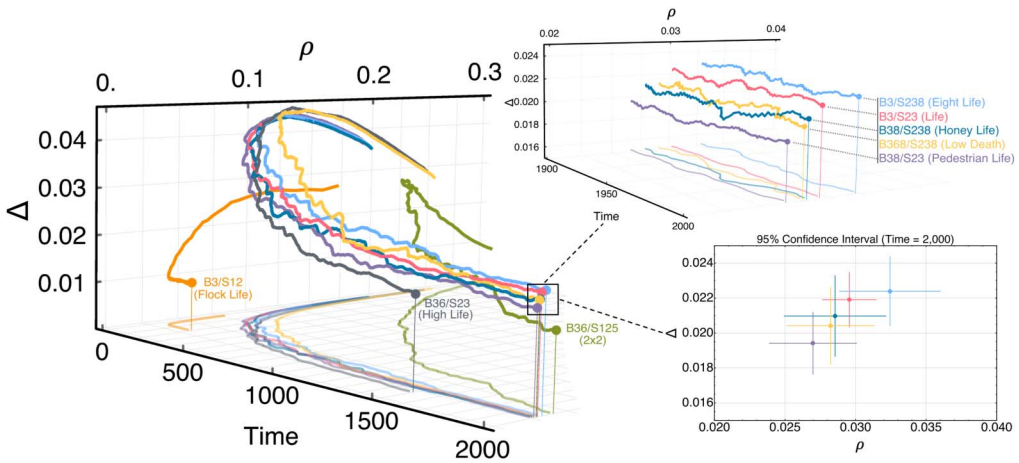 ρ
0.
0.1
0.2
0.3
0.04
0.03
0.02
0.01
Δ
B3/S12
(Flock Life)
B36/S23
(High Life)
B36/S125
(2x2)
0
500
1000
1500
2000
Time
ρ
0.02
0.03
0.04
0.024
0.022
0.020
0.018
0.016
Δ
1900
1950
2000
Time
B3/S238 (Eight Life)
B3/S23 (Life)
B38/S238 (Honey Life)
B368/S238 (Low Death)
B38/S23 (Pedestrian Life)
95% Confidence Interval (Time = 2,000)
0.024
0.022
0.020
0.018
0.016
Δ
0.020
0.025
0.030
0.035
0.040
ρ